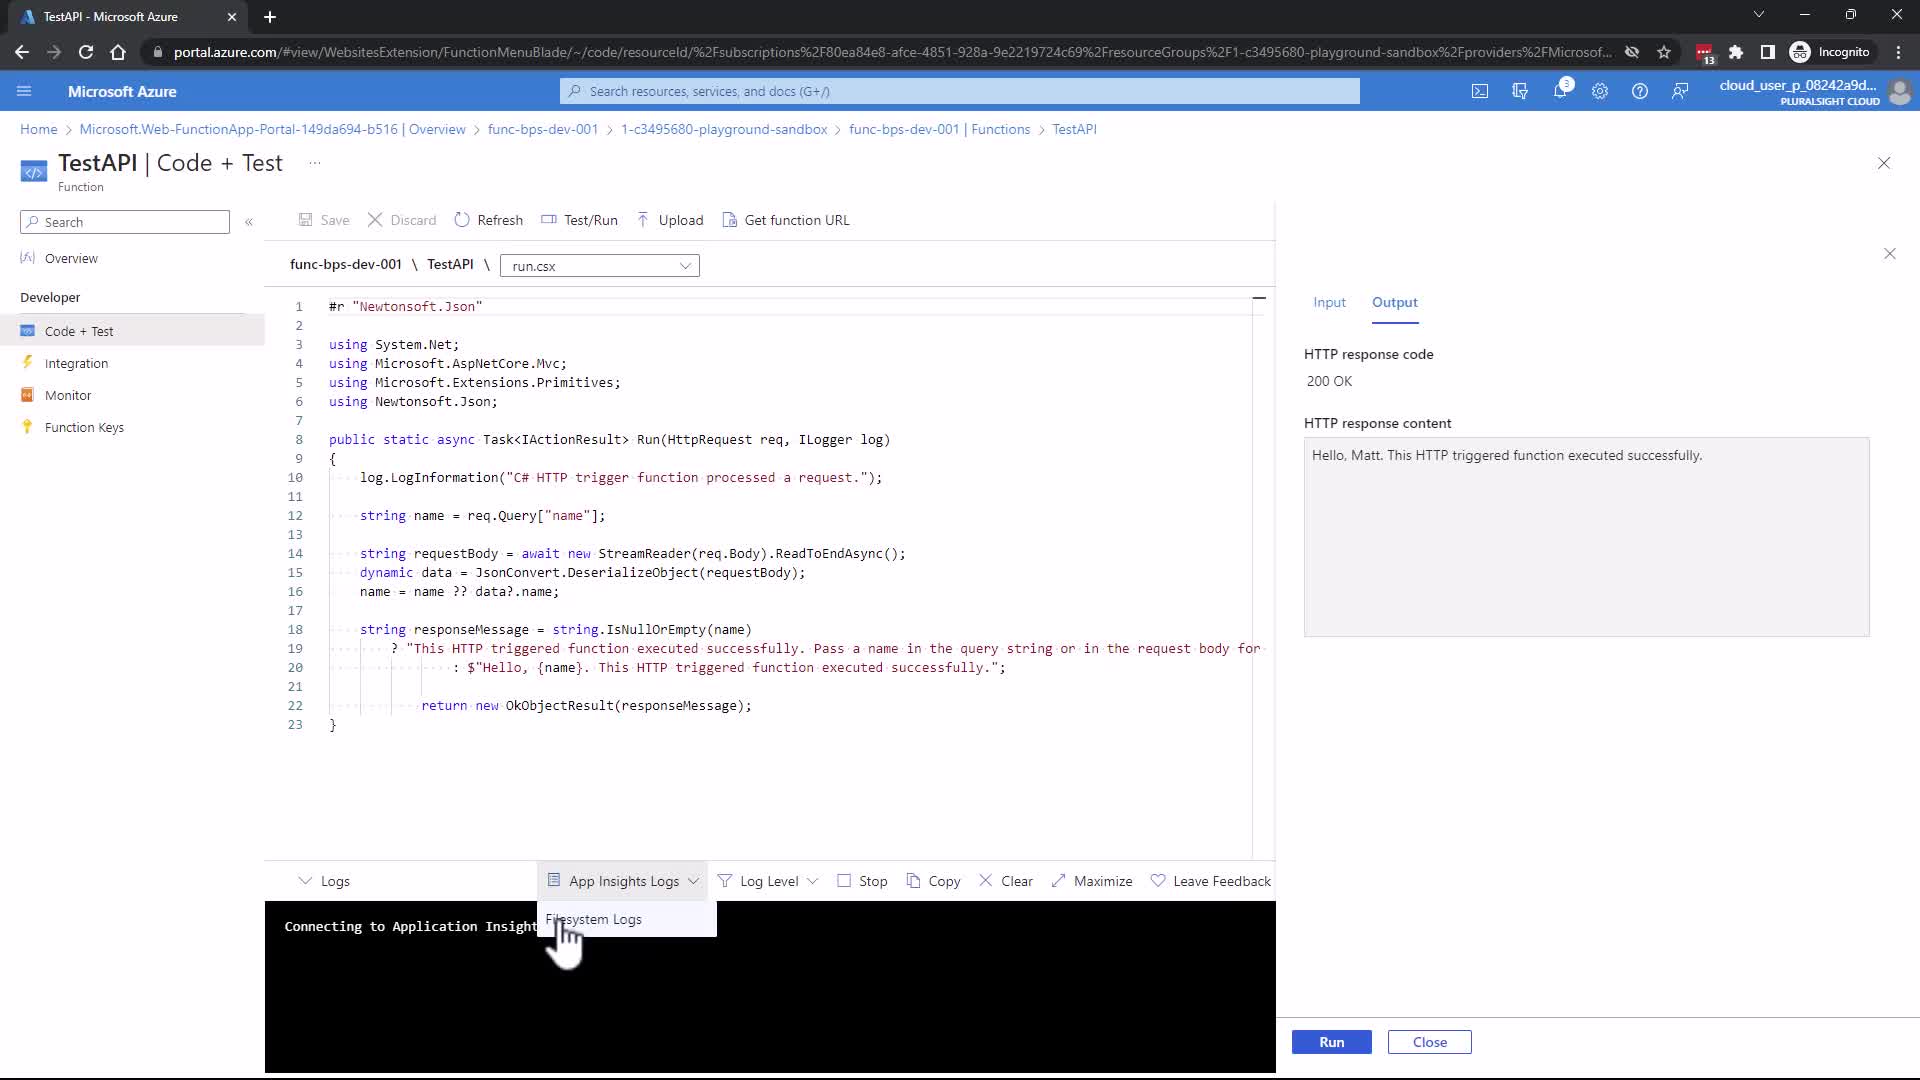 TestAPI - Microsoft Azure
portal.azure.com/#view/WebsitesExtension/FunctionMenuBlade/~/code/resourceId/%2Fsubscriptions%2F80ea84e8-afce-4851-928a-9e2219724c69%2FresourceGroups%2F1-c3495680-playground-sandbox%2Fproviders%2FMicrosof...
13
Incognito
Microsoft Azure
Search resources, services, and docs (G+/)
3
cloud_user_p_08242a9d...
PLURALSIGHT CLOUD
Home > Microsoft.Web-FunctionApp-Portal-149da694-b516 | Overview > func-bps-dev-001 > 1-c3495680-playground-sandbox > func-bps-dev-001 | Functions > TestAPI
TestAPI | Code + Test ...
Function
Search
«
Overview
Developer
Code + Test
Integration
Monitor
Function Keys
Save Discard Refresh Test/Run Upload Get function URL
func-bps-dev-001 \ TestAPI \ run.csx
1 #r "Newtonsoft.Json"
2
3 using System.Net;
4 using Microsoft.AspNetCore.Mvc;
5 using Microsoft.Extensions.Primitives;
6 using Newtonsoft.Json;
7
8 public static async Task<IActionResult> Run(HttpRequest req, ILogger log)
9 {
10 log.LogInformation("C# HTTP trigger function processed a request.");
11
12 string name = req.Query["name"];
13
14 string requestBody = await new StreamReader(req.Body).ReadToEndAsync();
15 dynamic data = JsonConvert.DeserializeObject(requestBody);
16 name = name ?? data?.name;
17
18 string responseMessage = string.IsNullOrEmpty(name)
19 ? "This HTTP triggered function executed successfully. Pass a name in the query string or in the request body for
20 : $"Hello, {name}. This HTTP triggered function executed successfully.";
21
22 return new OkObjectResult(responseMessage);
23 }
Logs
App Insights Logs
Log Level
Stop
Copy
Clear
Maximize
Leave Feedback
Filesystem Logs
Connecting to Application Insight
Input
Output
HTTP response code
200 OK
HTTP response content
Hello, Matt. This HTTP triggered function executed successfully.
Run
Close